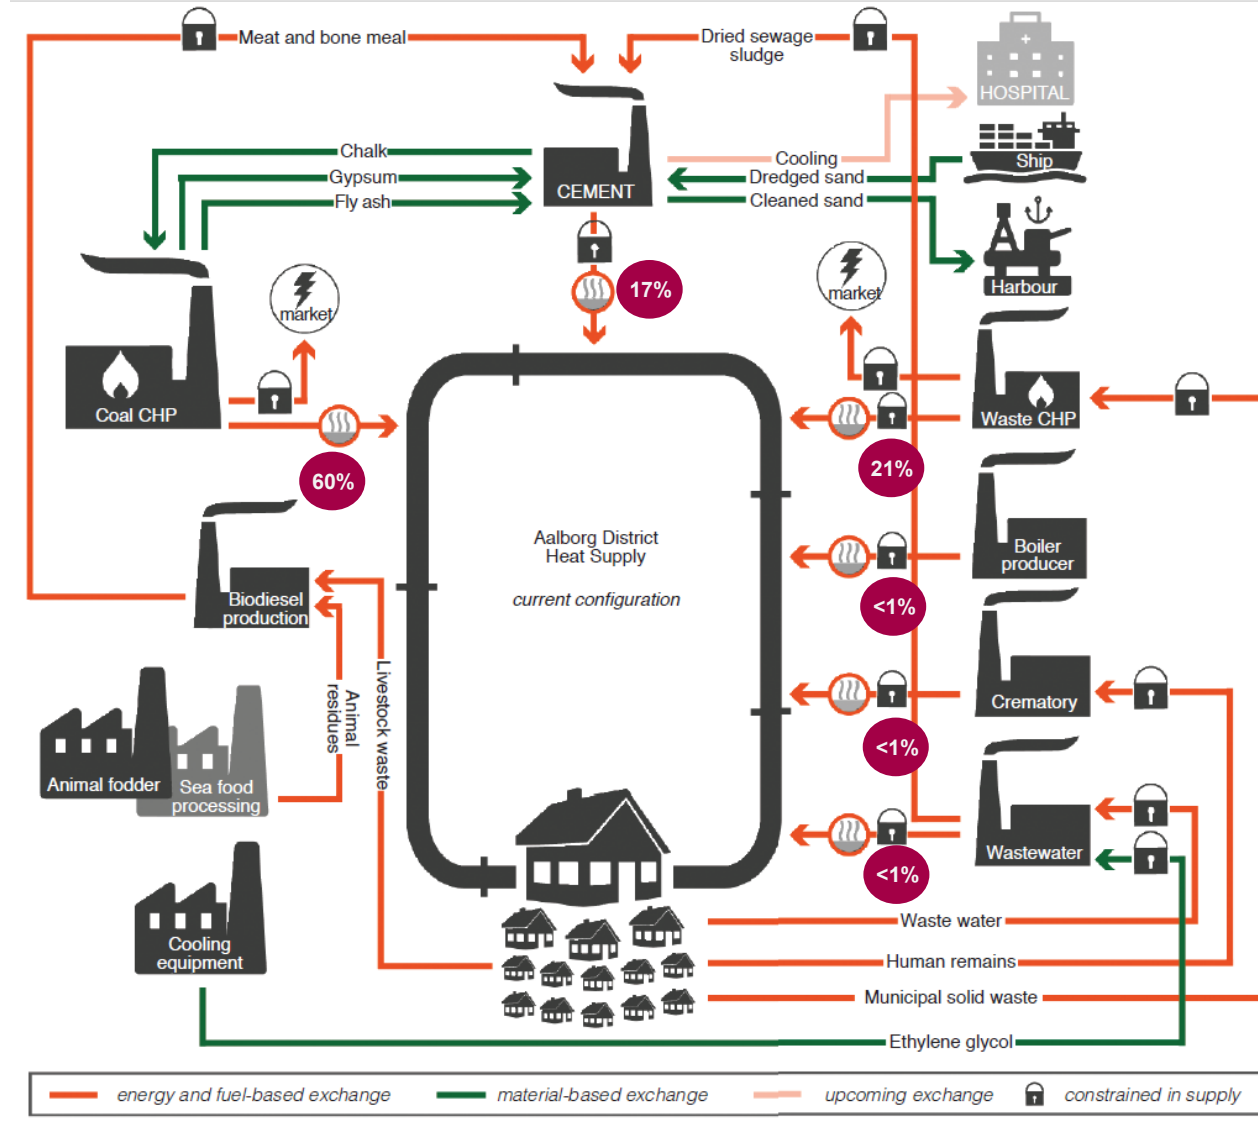 Meat and bone meal
Dried sewage
sludge
HOSPITAL
Chalk
Gypsum
Fly ash
CEMENT
Cooling
Dredged sand
Cleaned sand
Ship
Harbour
17%
market
market
Coal CHP
60%
Waste CHP
21%
Aalborg District
Heat Supply
current configuration
Boiler
producer
<1%
Biodiesel
production
Livestock waste
Animal
residues
Crematory
<1%
Animal fodder
Sea food
processing
Wastewater
<1%
Cooling
equipment
Waste water
Human remains
Municipal solid waste
Ethylene glycol
energy and fuel-based exchange
material-based exchange
upcoming exchange
constrained in supply